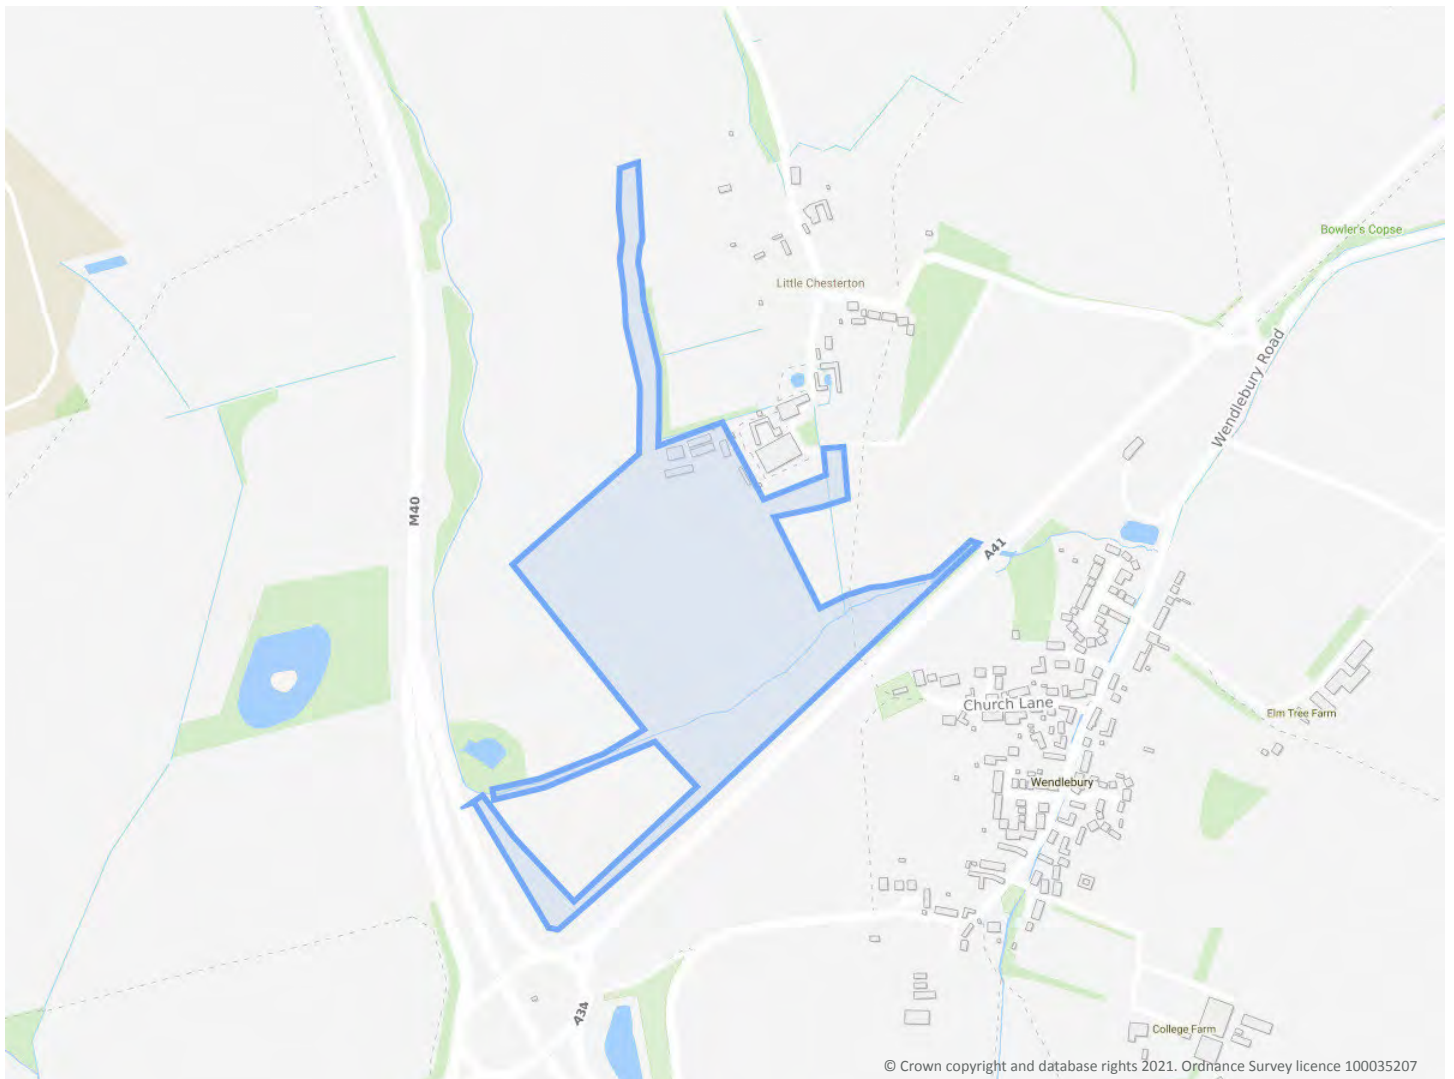 Bowler's Copse
Little Chesterton
Wendlebury Road
M40
A41
Church Lane
Elm Tree Farm
Wendlebury
A34
College Farm
© Crown copyright and database rights 2021. Ordnance Survey licence 100035207